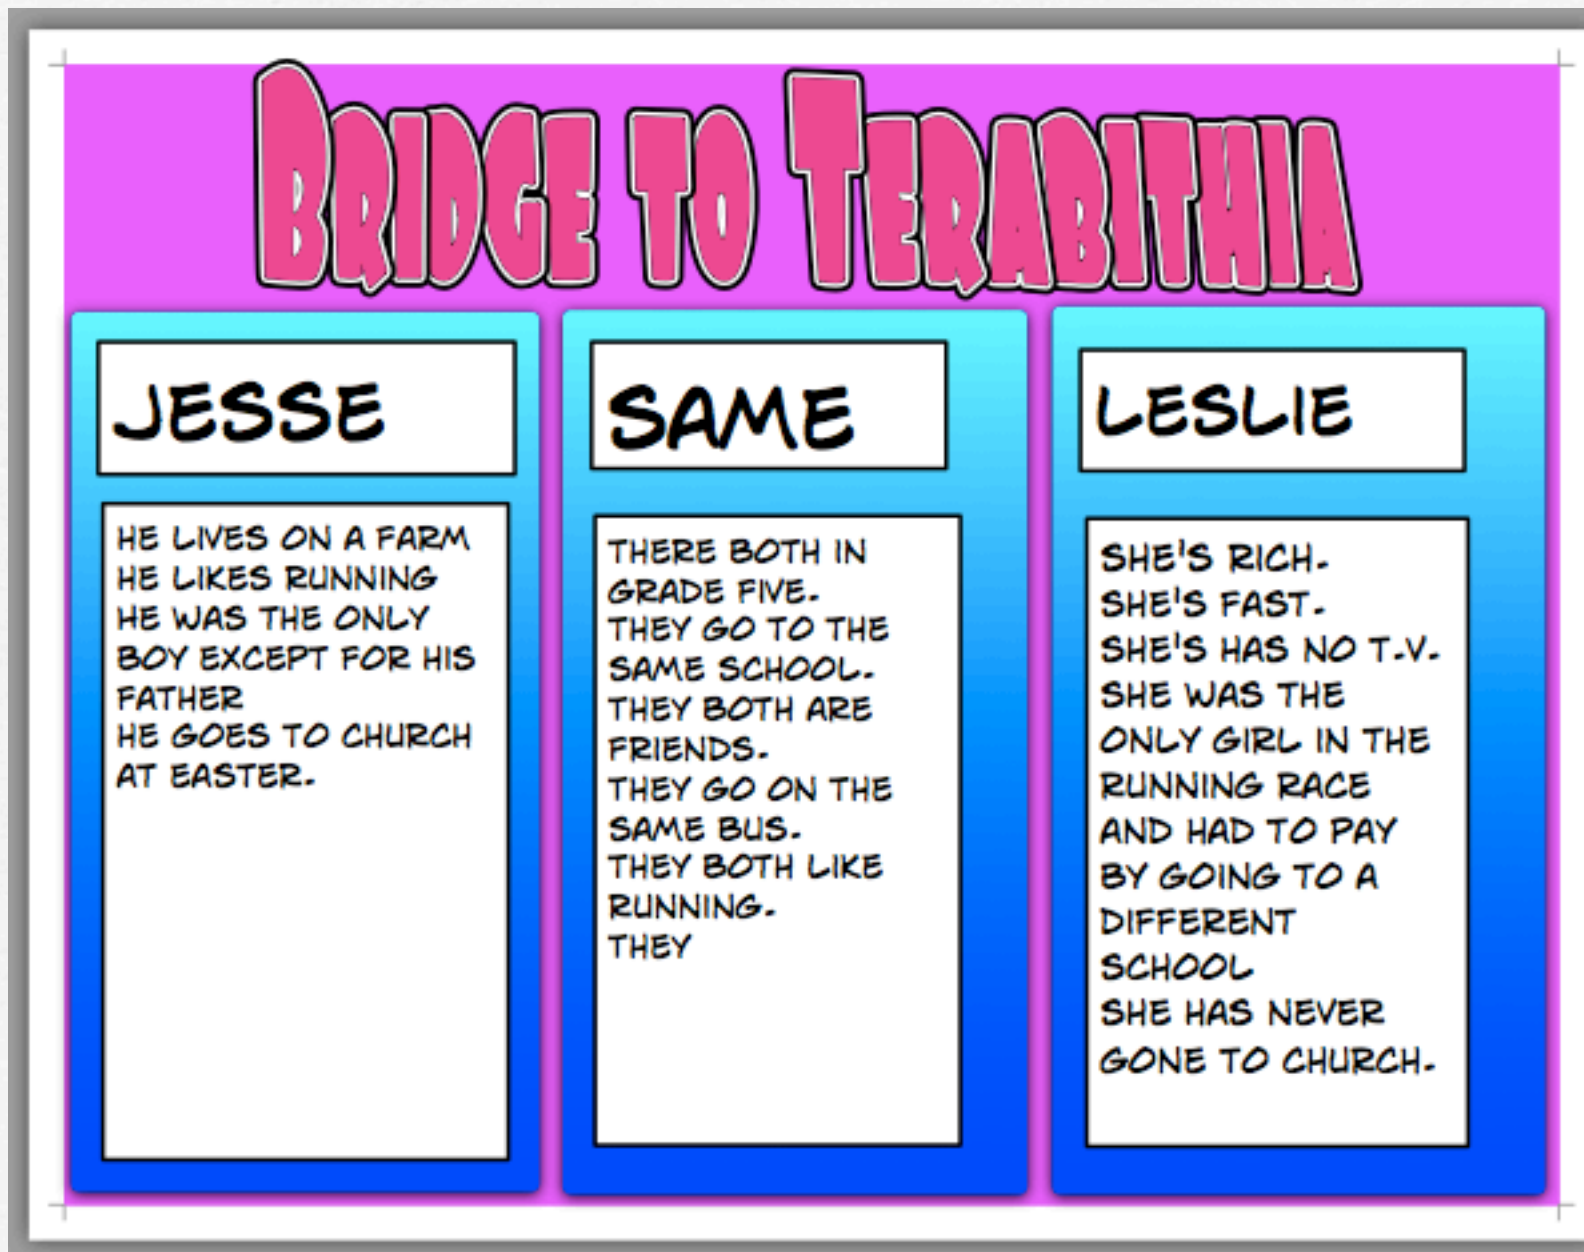 BRIDGE TO TERABITHIA
JESSE
HE LIVES ON A FARM
HE LIKES RUNNING
HE WAS THE ONLY
BOY EXCEPT FOR HIS
FATHER
HE GOES TO CHURCH
AT EASTER.
SAME
THERE BOTH IN
GRADE FIVE.
THEY GO TO THE
SAME SCHOOL.
THEY BOTH ARE
FRIENDS.
THEY GO ON THE
SAME BUS.
THEY BOTH LIKE
RUNNING.
THEY
LESLIE
SHE'S RICH.
SHE'S FAST.
SHE'S HAS NO T.V.
SHE WAS THE
ONLY GIRL IN THE
RUNNING RACE
AND HAD TO PAY
BY GOING TO A
DIFFERENT
SCHOOL
SHE HAS NEVER
GONE TO CHURCH.